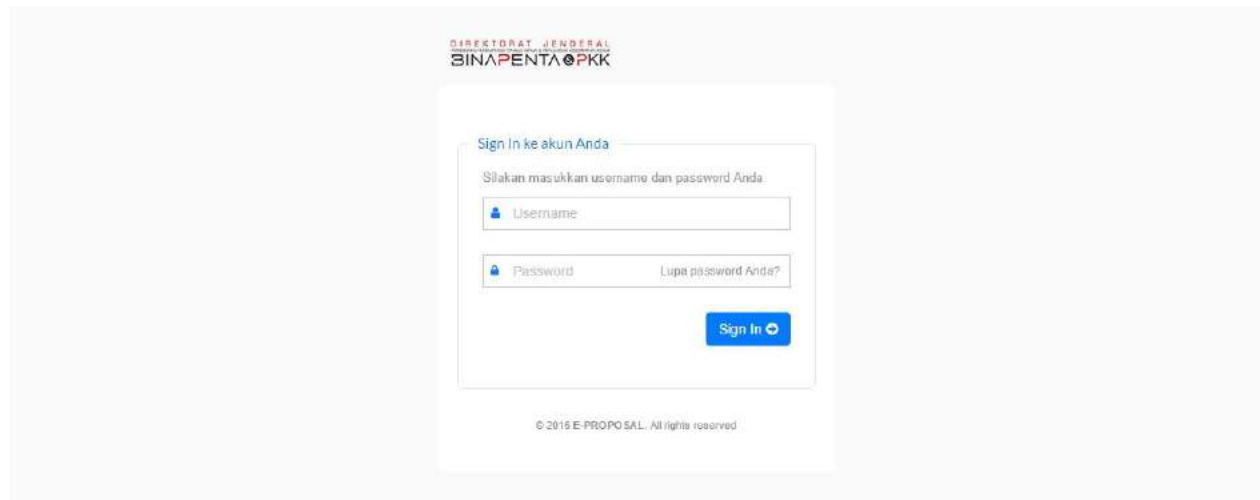 DIREKTORAT JENDERAL
BINAPENTA&PKK
Sign In ke akun Anda
Silakan masukkan username dan password Anda
Username
Password Lupa password Anda?
Sign In
© 2016 E-PROPOSAL. All rights reserved